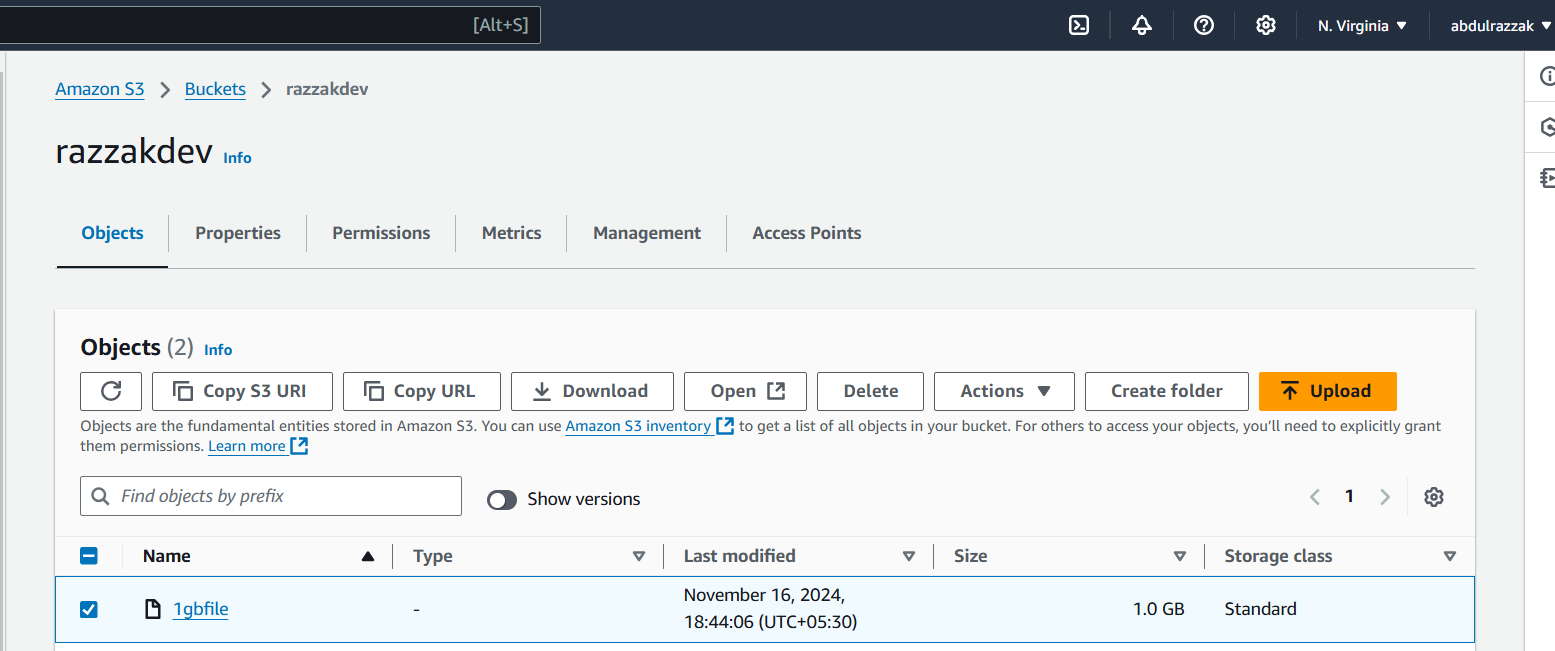 [Alt+S] N. Virginia abdulrazzak
Amazon S3 Buckets razzakdev
razzakdev Info
Objects Properties Permissions Metrics Management Access Points
Objects (2) Info
Copy S3 URI Copy URL Download Open Delete Actions Create folder Upload
Objects are the fundamental entities stored in Amazon S3. You can use Amazon S3 inventory to get a list of all objects in your bucket. For others to access your objects, you’ll need to explicitly grant
them permissions. Learn more
Find objects by prefix Show versions 1
Name Type Last modified Size Storage class
1gbfile - November 16, 2024, 1.0 GB Standard
18:44:06 (UTC+05:30)